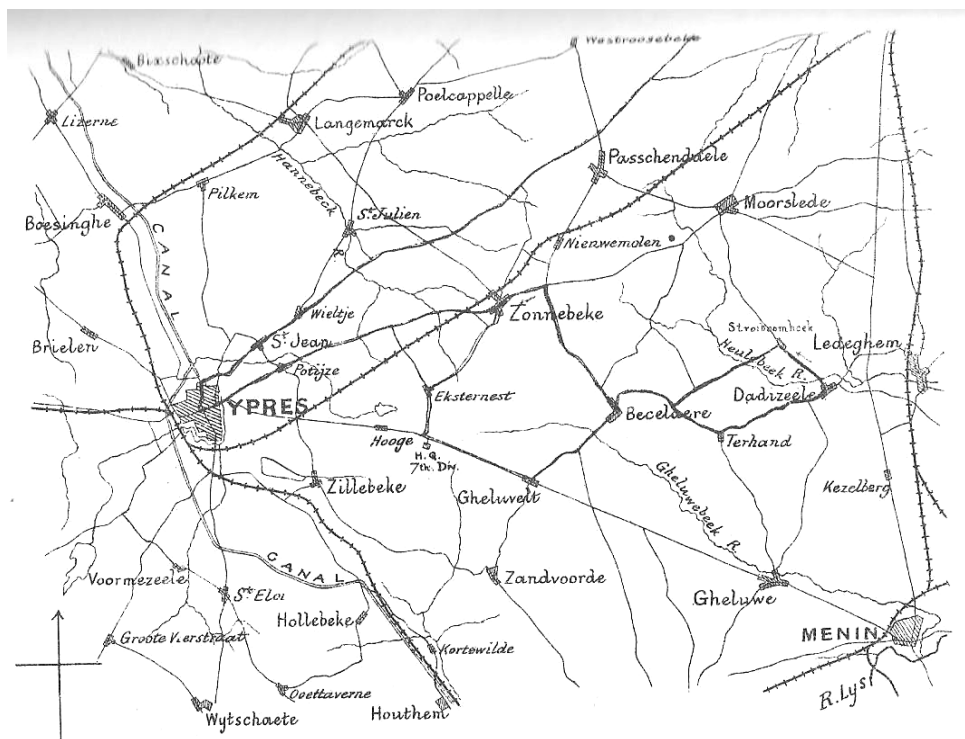 Westroosebeke
Bixschoote
Poelcappelle
Lizerne
Langemarck
Hannebeek
R.
Passchendaele
Pilkem
Moorslede
Boesinghe
St. Julien
CANAL
Nieuwemolen
Wieltje
Zonnebeke
Brielen
St. Jean
Potijze
Stroiboomhoek
Heulebeek R.
Ledeghem
Dadizeele
YPRES
Eksternest
Becelaere
Hooge
H.Q.
7th. Div.
Terhand
Zillebeke
Gheluvelt
Gheluwebeek R.
Kezelberg
CANAL
Voormezeele
St. Eloi
Zandvoorde
Gheluwe
Hollebeke
Groote Vierstraat
Kortewilde
MENIN
Oosttaverne
Wytschaete
Houthem
R. Lys